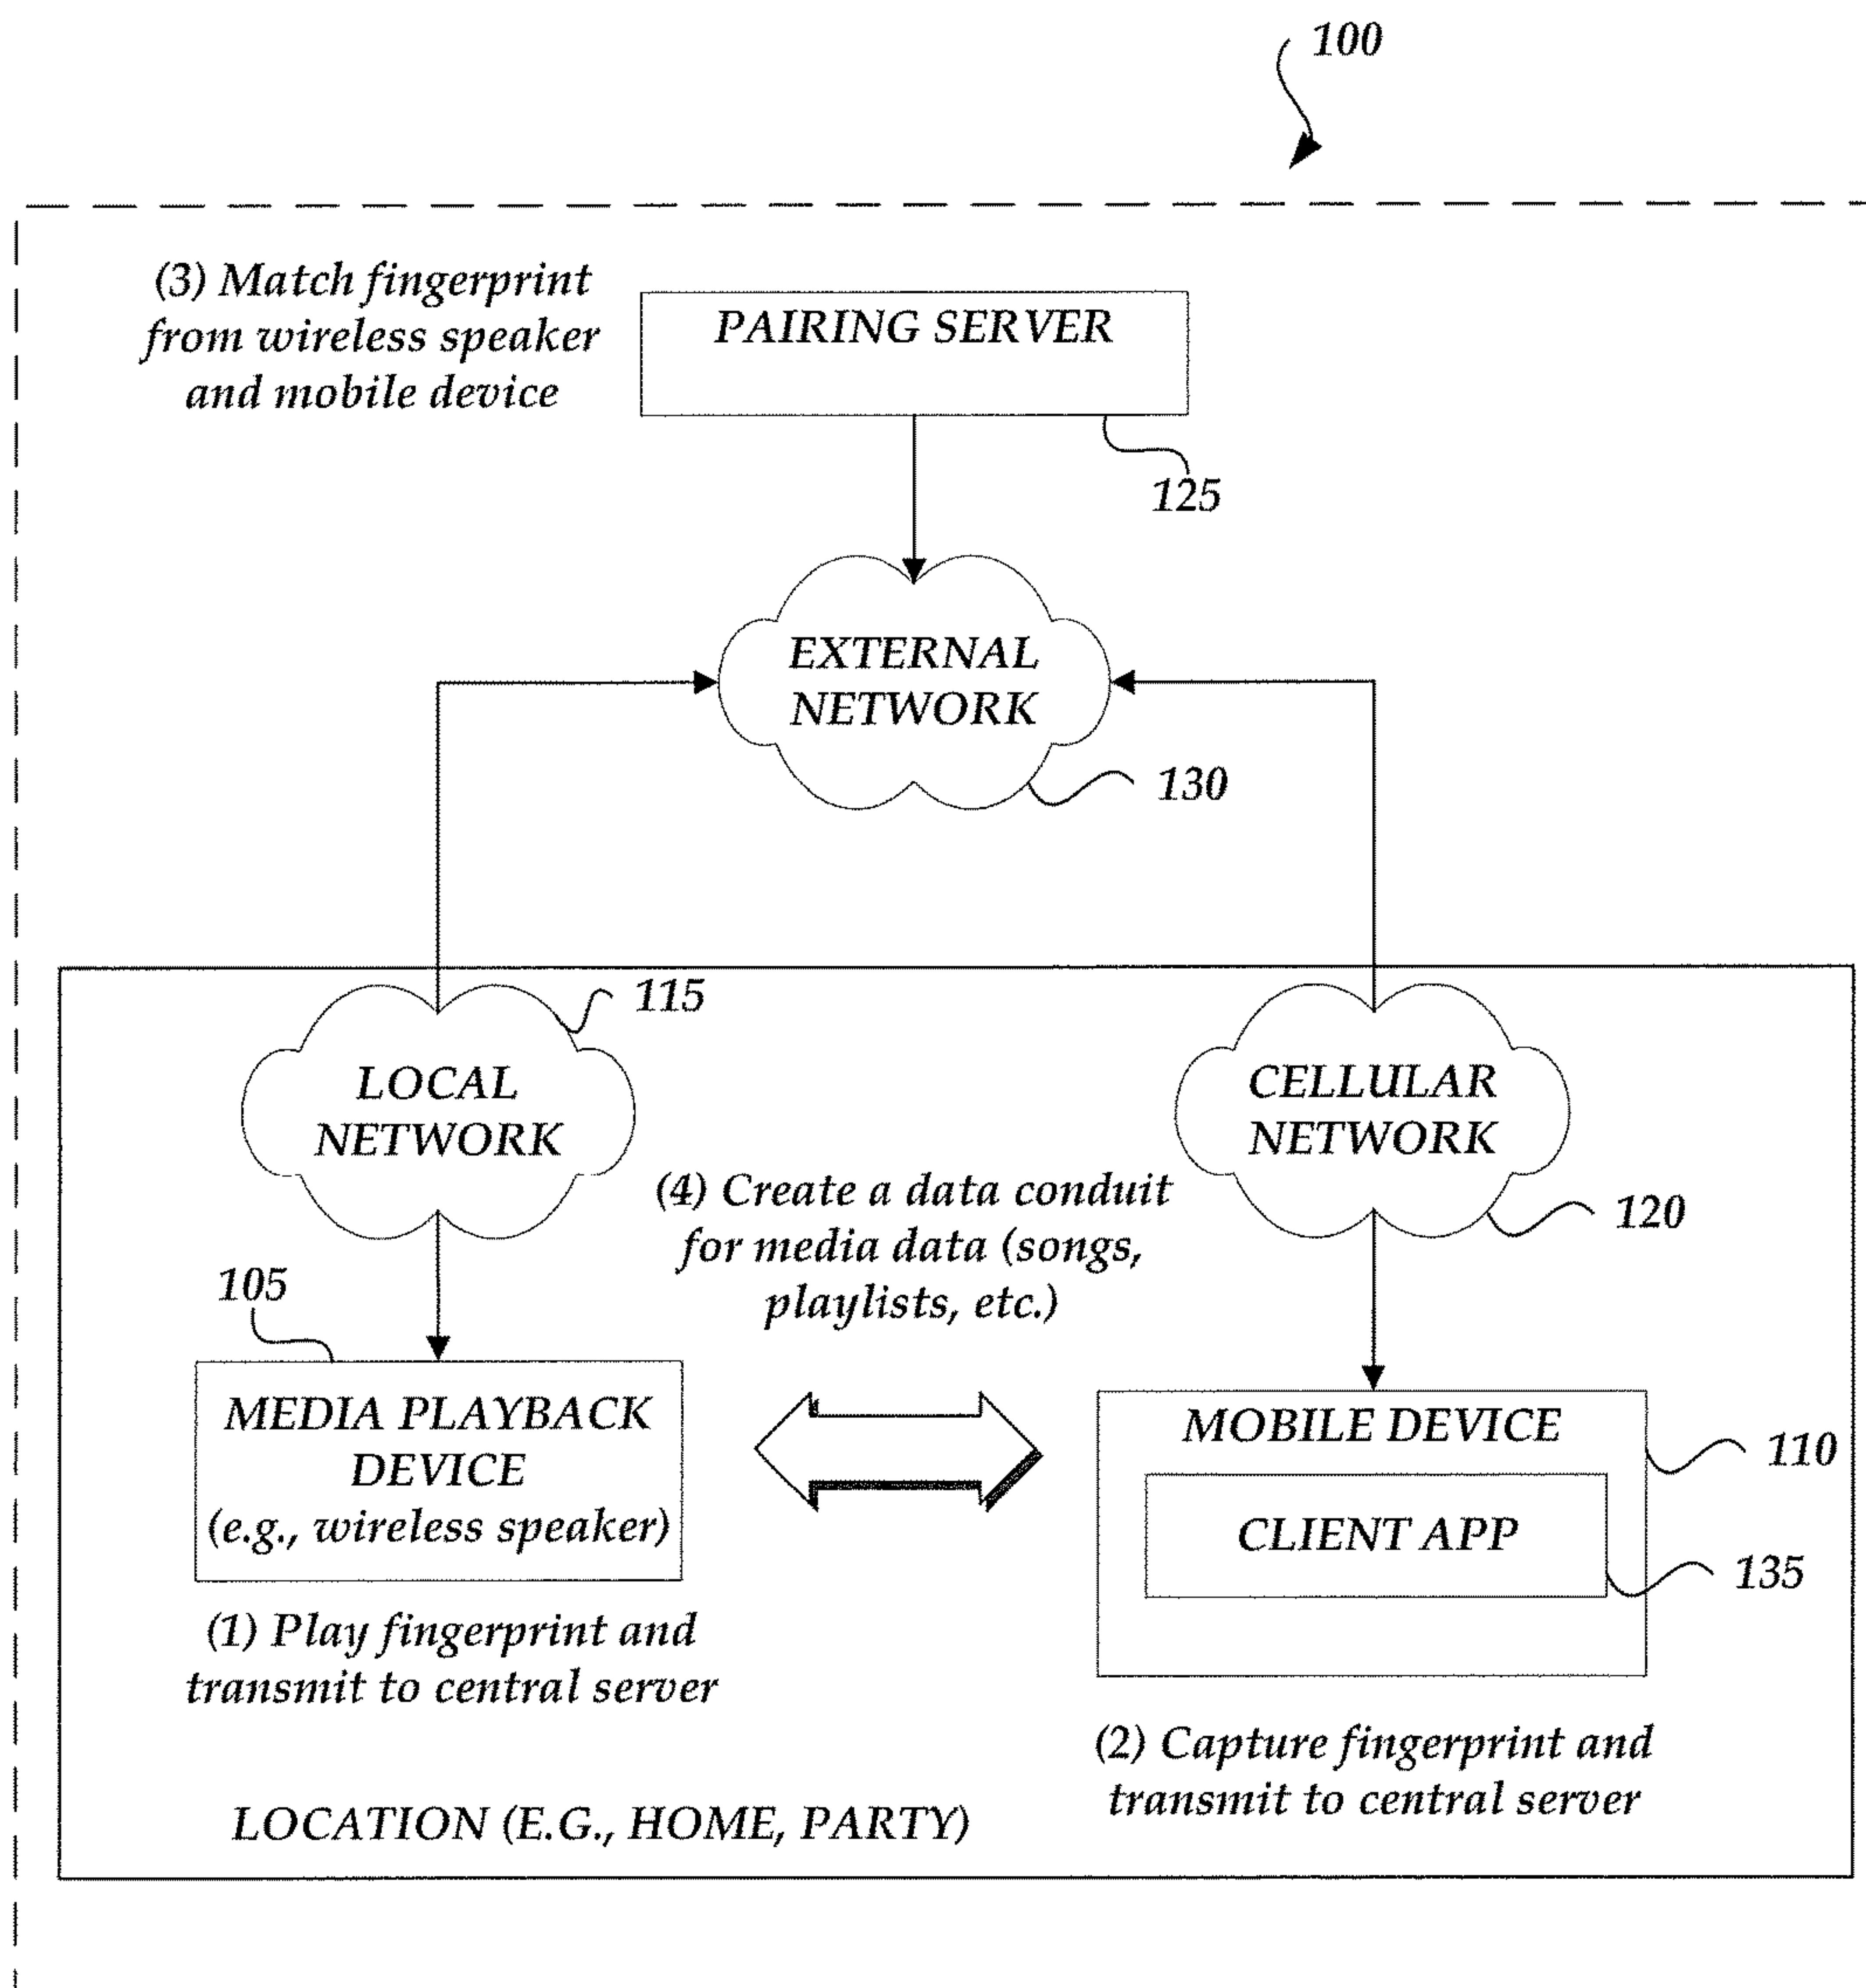 100
(3) Match fingerprint
from wireless speaker
and mobile device
PAIRING SERVER
125
EXTERNAL
NETWORK
130
115
LOCAL
NETWORK
CELLULAR
NETWORK
120
(4) Create a data conduit
for media data (songs,
playlists, etc.)
105
MEDIA PLAYBACK
DEVICE
(e.g., wireless speaker)
MOBILE DEVICE
110
CLIENT APP
135
(1) Play fingerprint and
transmit to central server
(2) Capture fingerprint and
transmit to central server
LOCATION (E.G., HOME, PARTY)